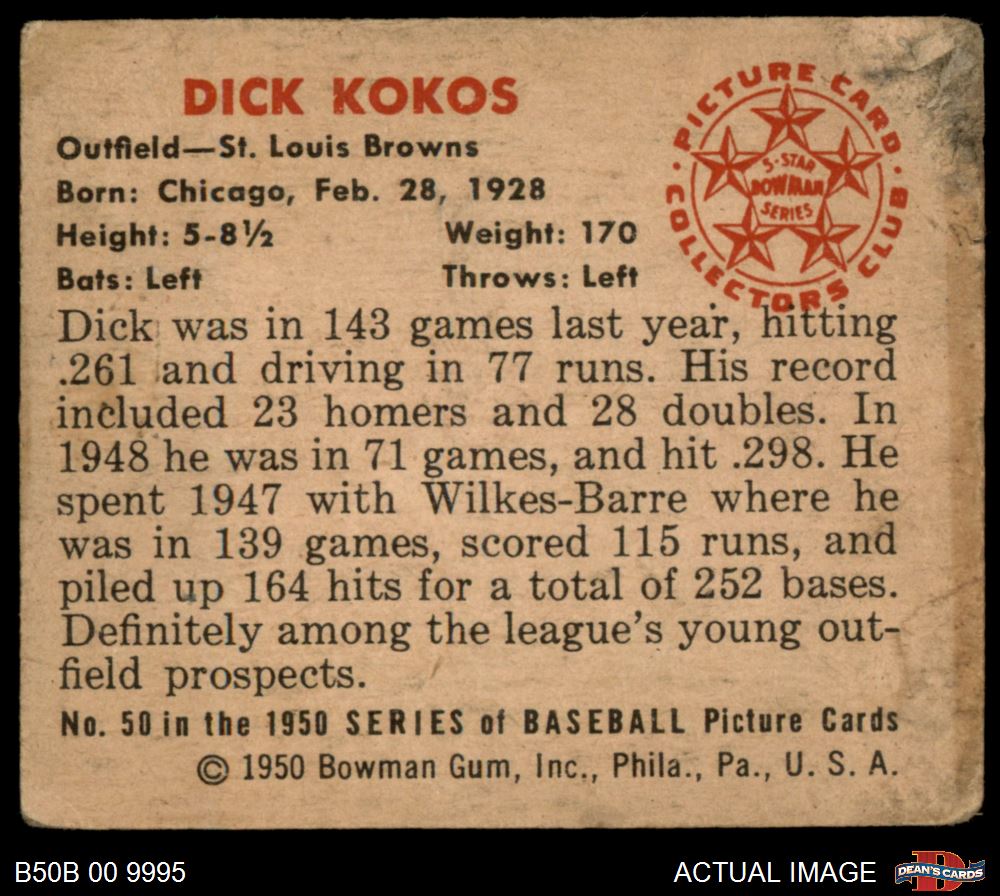 DICK KOKOS
Outfield—St. Louis Browns
Born: Chicago, Feb. 28, 1928
Height: 5-8½ Weight: 170
Bats: Left Throws: Left
PICTURE CARD
COLLECTORS CLUB
5-STAR
BOWMAN
SERIES
Dick was in 143 games last year, hitting
.261 and driving in 77 runs. His record
included 23 homers and 28 doubles. In
1948 he was in 71 games, and hit .298. He
spent 1947 with Wilkes-Barre where he
was in 139 games, scored 115 runs, and
piled up 164 hits for a total of 252 bases.
Definitely among the league's young out-
field prospects.
No. 50 in the 1950 SERIES of BASEBALL Picture Cards
© 1950 Bowman Gum, Inc., Phila., Pa., U. S. A.
B50B 00 9995
ACTUAL IMAGE
D
DEAN'S CARDS